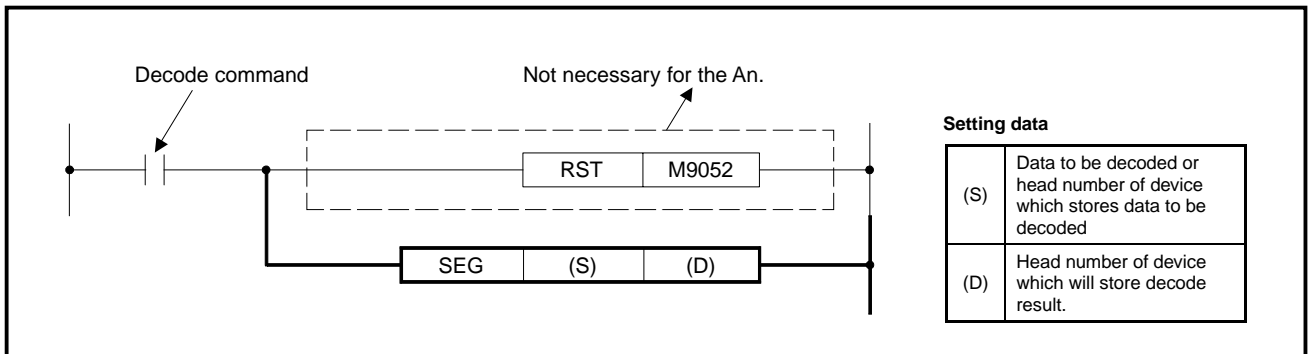 Decode command
Not necessary for the An.
RST M9052
SEG (S) (D)
Setting data
(S) Data to be decoded or
head number of device
which stores data to be
decoded
(D) Head number of device
which will store decode
result.